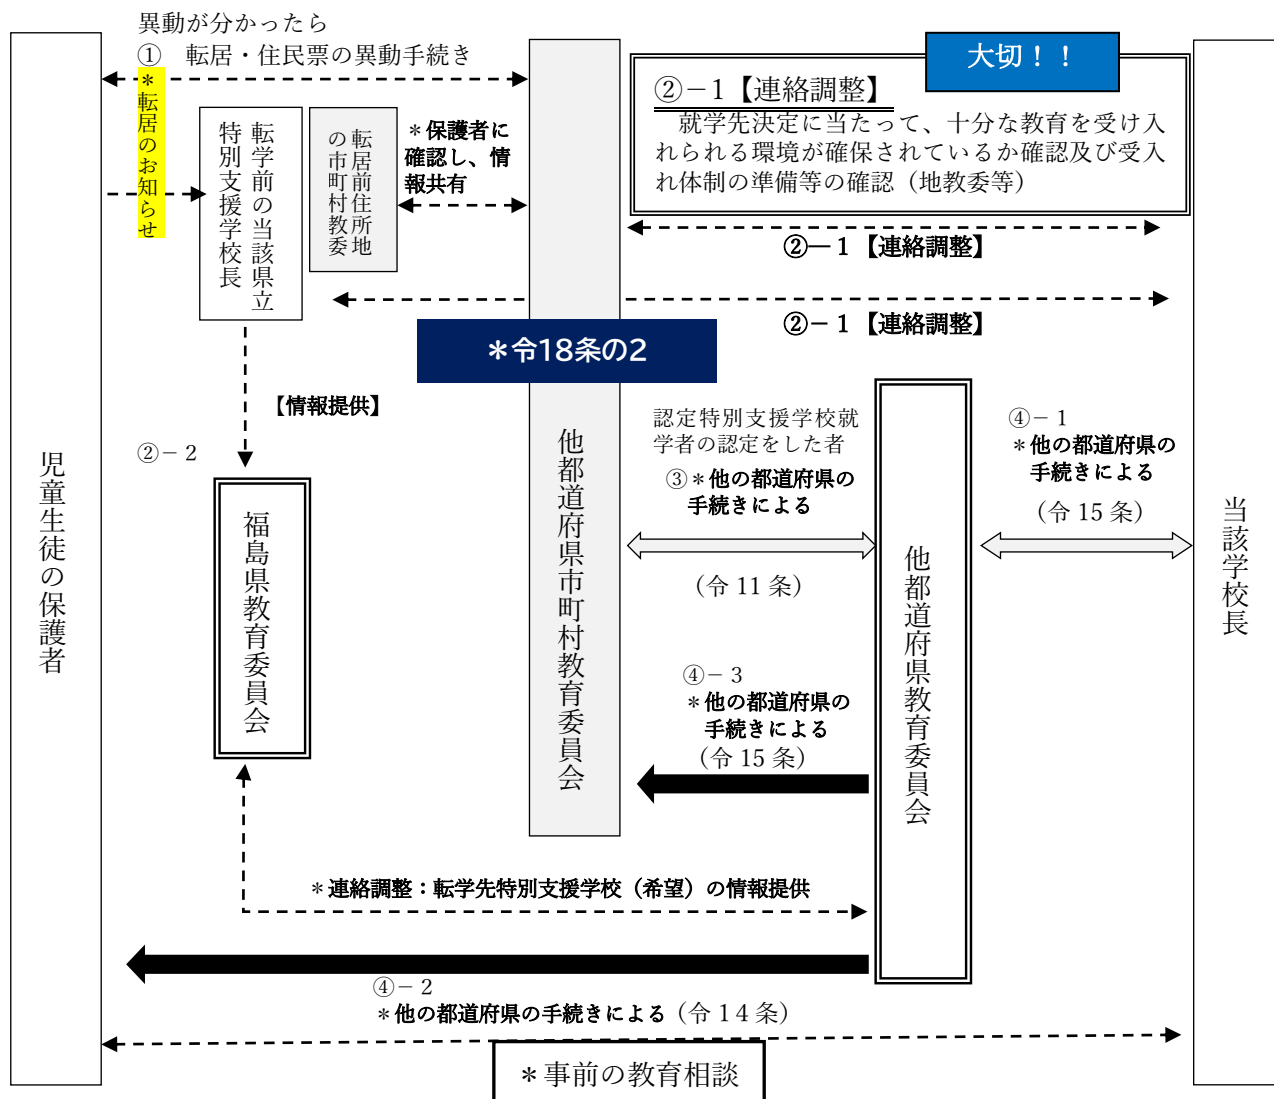 異動が分かったら
① 転居・住民票の異動手続き
＊転居のお知らせ
転学前の当該県立
特別支援学校長
転居前住所地
の市町村教委
＊保護者に
確認し、情
報共有
大切！！
②－１【連絡調整】
就学先決定に当たって、十分な教育を受け入
れられる環境が確保されているか確認及び受入
れ体制の準備等の確認（地教委等）
②－１【連絡調整】
②－１【連絡調整】
＊令18条の2
【情報提供】
②－２
児童生徒の保護者
福島県教育委員会
他都道府県市町村教育委員会
認定特別支援学校就
学者の認定をした者
③＊他の都道府県の
手続きによる
（令 11 条）
④－１
＊他の都道府県の
手続きによる
（令 15 条）
他都道府県教育委員会
当該学校長
④－３
＊他の都道府県の
手続きによる
（令 15 条）
＊連絡調整：転学先特別支援学校（希望）の情報提供
④－２
＊他の都道府県の手続きによる（令１４条）
＊事前の教育相談